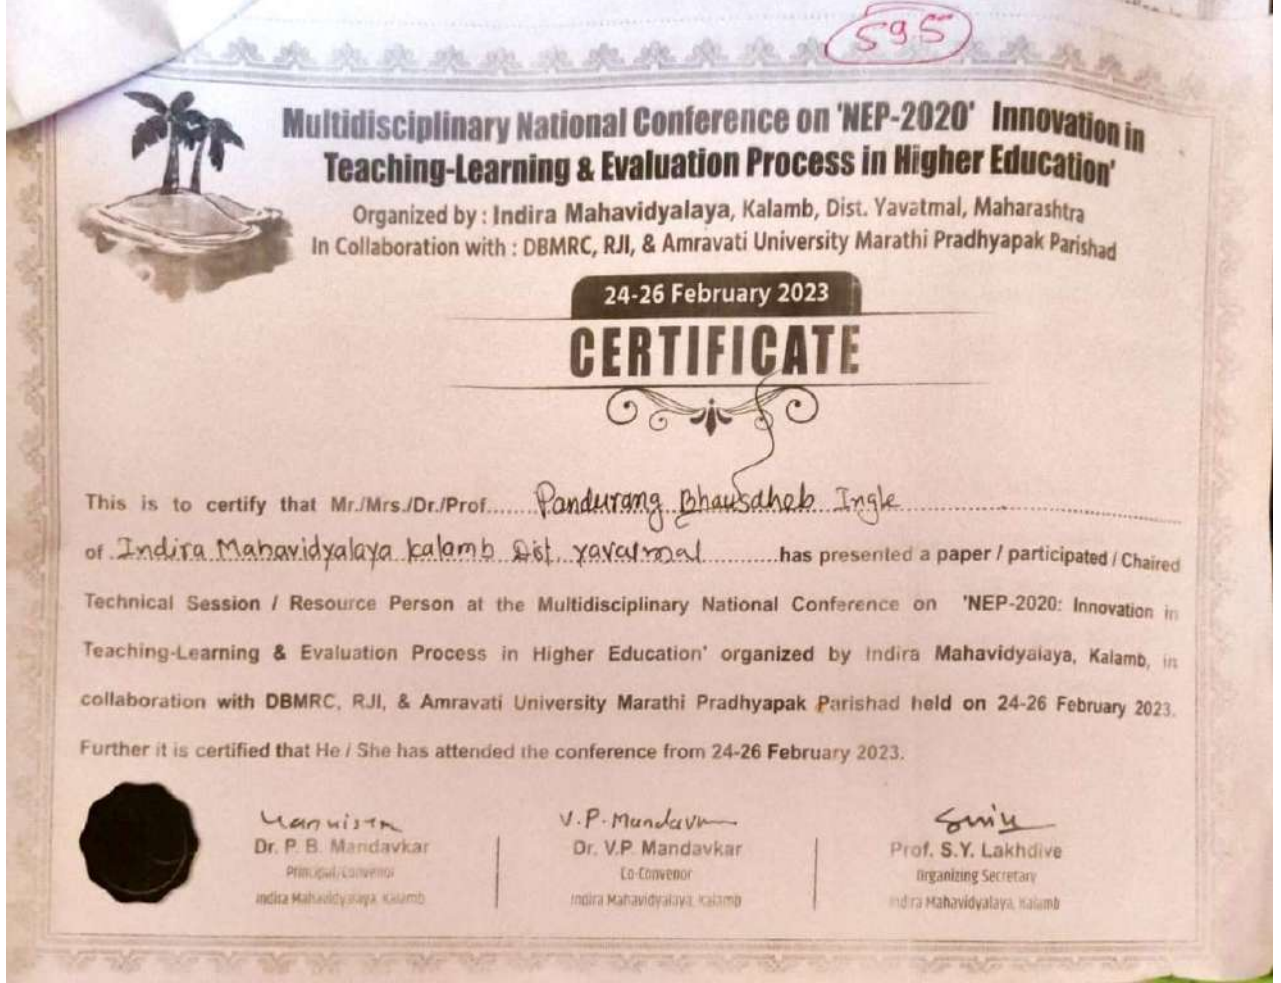 595
Multidisciplinary National Conference on 'NEP-2020' Innovation in
Teaching-Learning & Evaluation Process in Higher Education'
Organized by : Indira Mahavidyalaya, Kalamb, Dist. Yavatmal, Maharashtra
In Collaboration with : DBMRC, RJI, & Amravati University Marathi Pradhyapak Parishad
24-26 February 2023
CERTIFICATE
This is to certify that Mr./Mrs./Dr./Prof...... Pandurang Bhausaheb Ingle
of Indira Mahavidyalaya Kalamb Dist. Yavatmal has presented a paper / participated / Chaired
Technical Session / Resource Person at the Multidisciplinary National Conference on 'NEP-2020: Innovation in
Teaching-Learning & Evaluation Process in Higher Education' organized by Indira Mahavidyalaya, Kalamb, in
collaboration with DBMRC, RJI, & Amravati University Marathi Pradhyapak Parishad held on 24-26 February 2023.
Further it is certified that He / She has attended the conference from 24-26 February 2023.
V.P. Mandavkar
Dr. P. B. Mandavkar Dr. V.P. Mandavkar Prof. S.Y. Lakhdive
Principal/Convenor Co-Convenor Organizing Secretary
Indira Mahavidyalaya, Kalamb Indira Mahavidyalaya, Kalamb Indira Mahavidyalaya, Kalamb